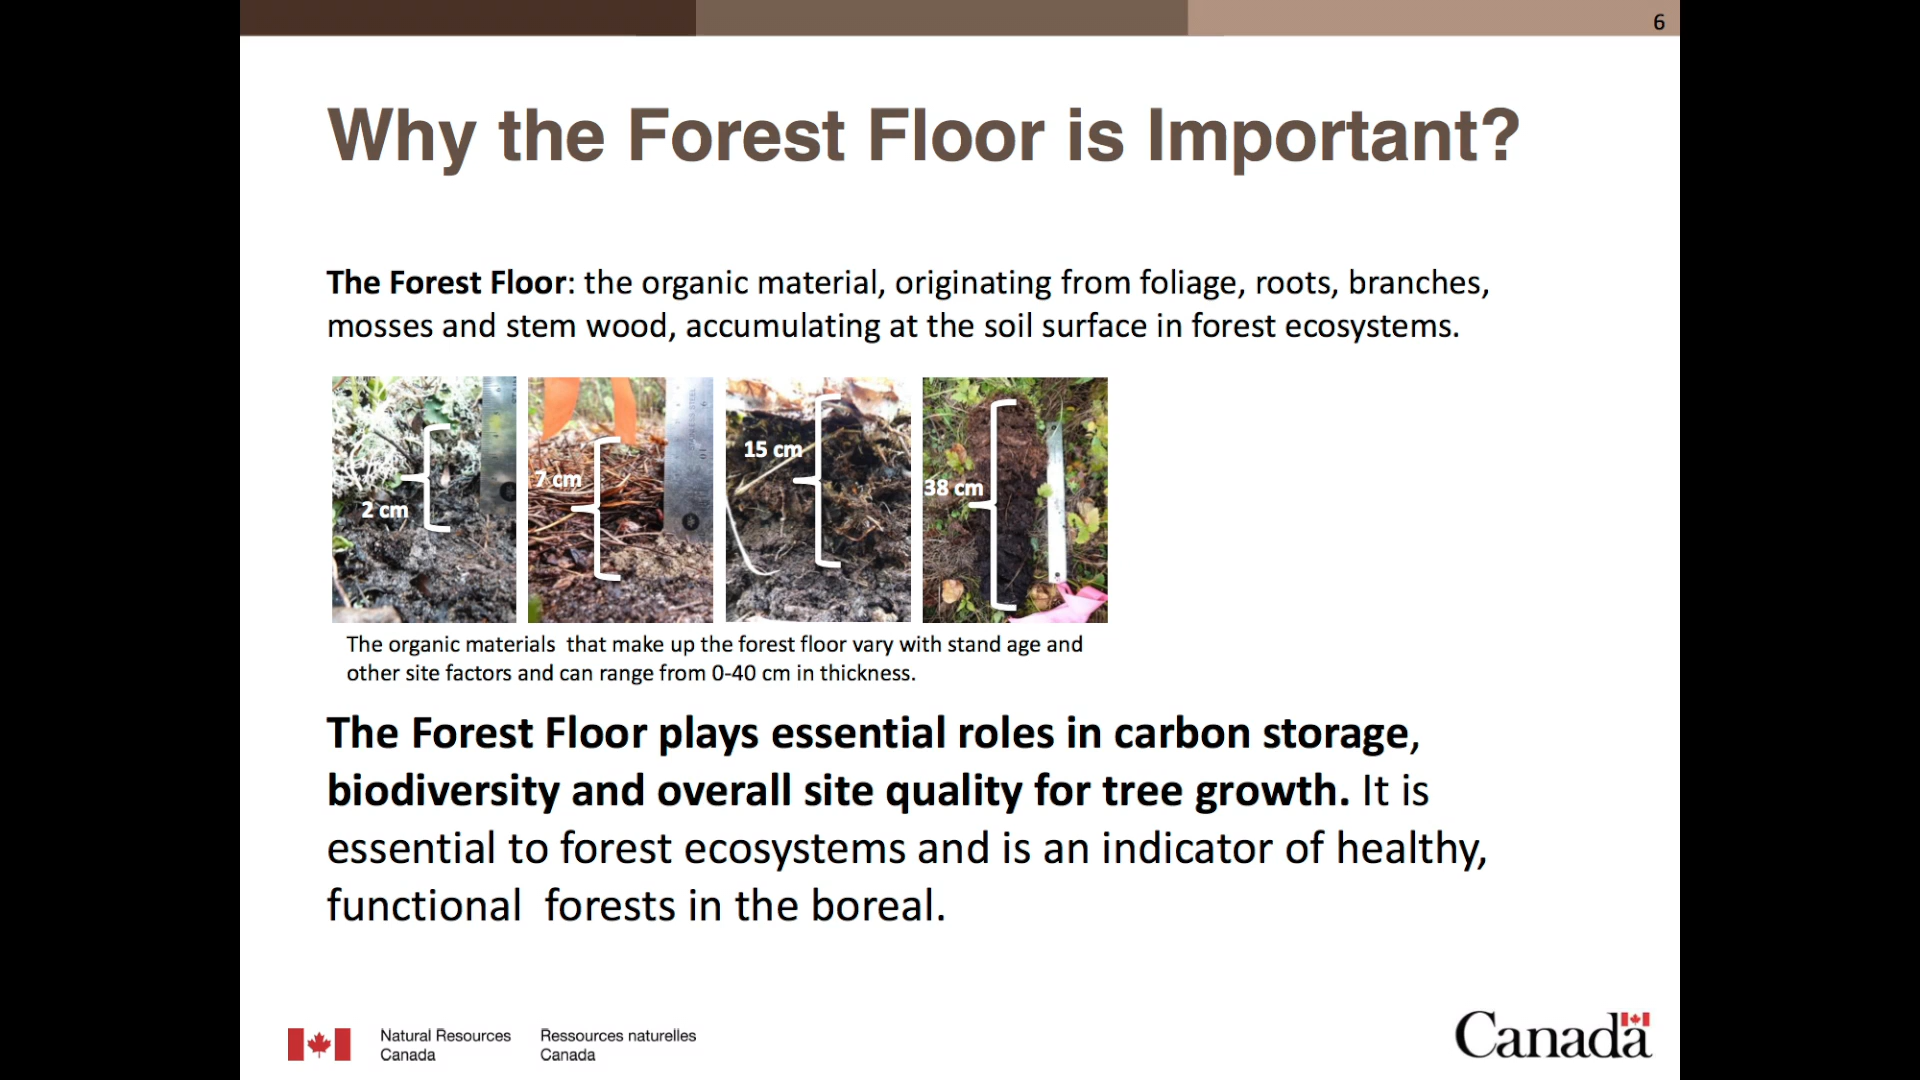 6
Why the Forest Floor is Important?
The Forest Floor: the organic material, originating from foliage, roots, branches,
mosses and stem wood, accumulating at the soil surface in forest ecosystems.
2 cm
7 cm
15 cm
38 cm
The organic materials  that make up the forest floor vary with stand age and
other site factors and can range from 0-40 cm in thickness.
The Forest Floor plays essential roles in carbon storage,
biodiversity and overall site quality for tree growth. It is
essential to forest ecosystems and is an indicator of healthy,
functional  forests in the boreal.
Natural Resources
Canada
Ressources naturelles
Canada
Canada